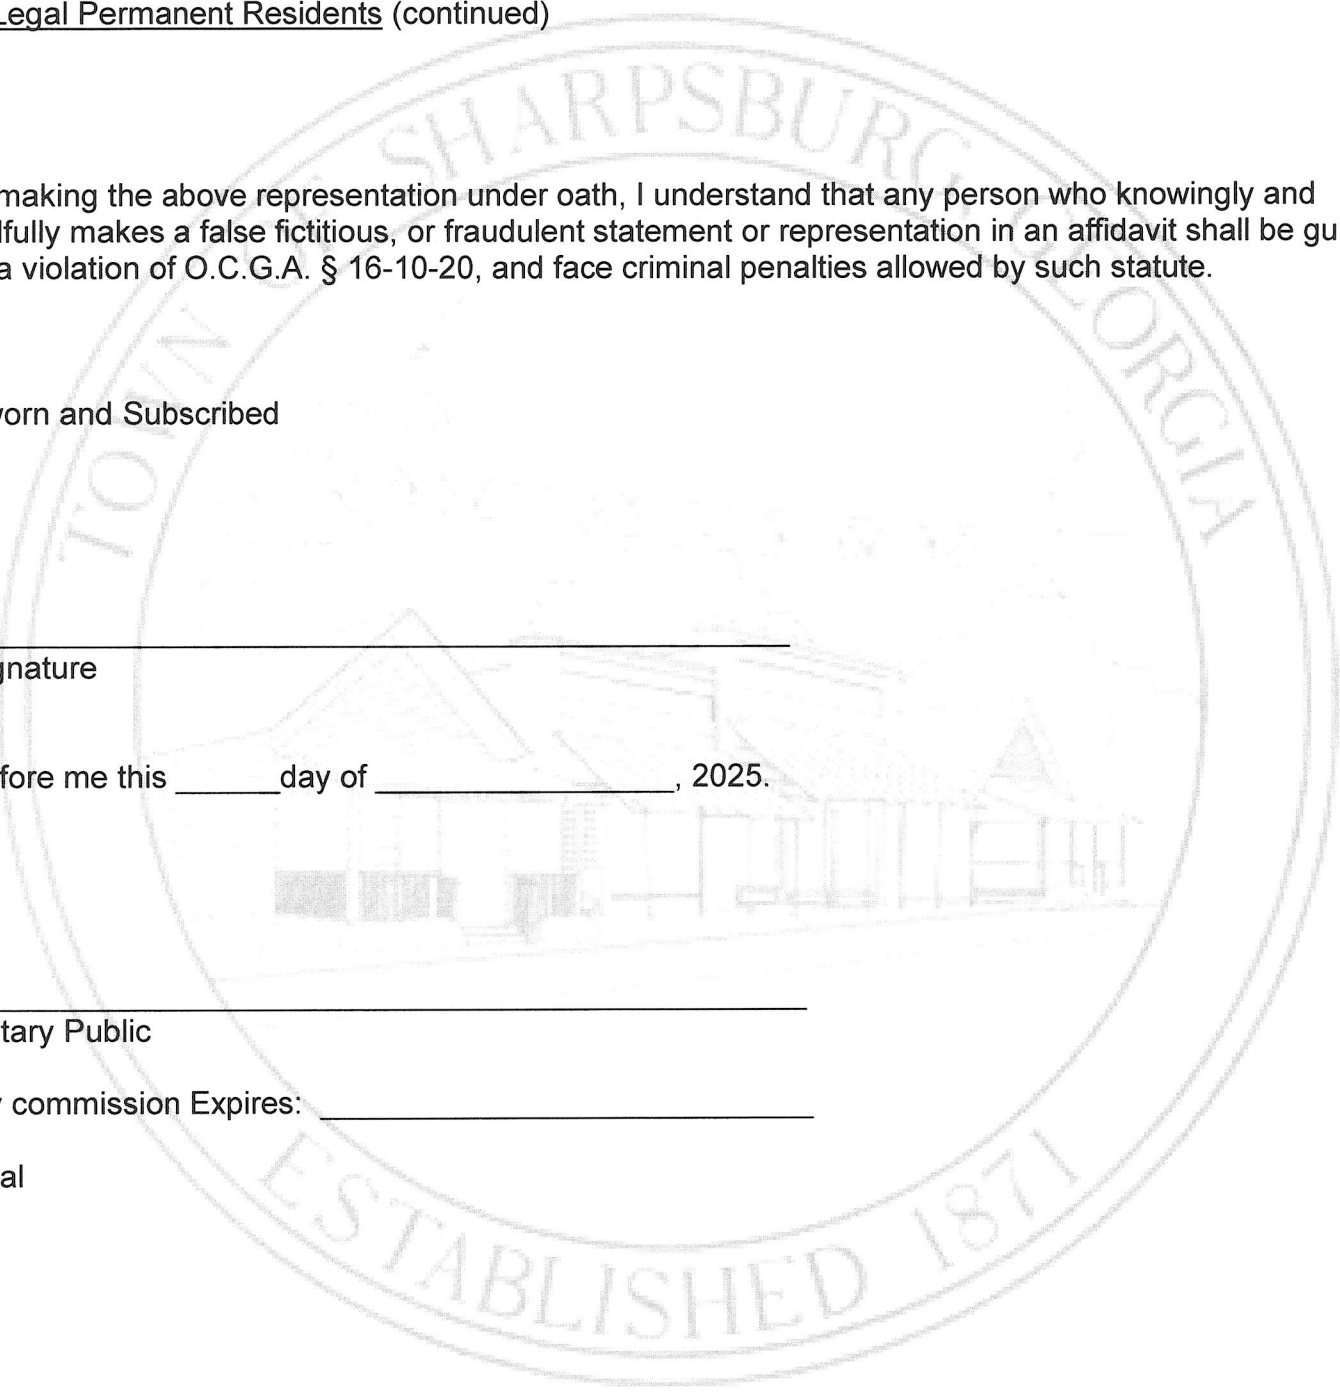 Legal Permanent Residents (continued)
making the above representation under oath, I understand that any person who knowingly and
lfully makes a false fictitious, or fraudulent statement or representation in an affidavit shall be gu
a violation of O.C.G.A. § 16-10-20, and face criminal penalties allowed by such statute.
vorn and Subscribed
gnature
fore me this ______day of _________________, 2025.
tary Public
y commission Expires: ____________________________
al
TOWN OF SHARPSBURG GEORGIA
ESTABLISHED 1871